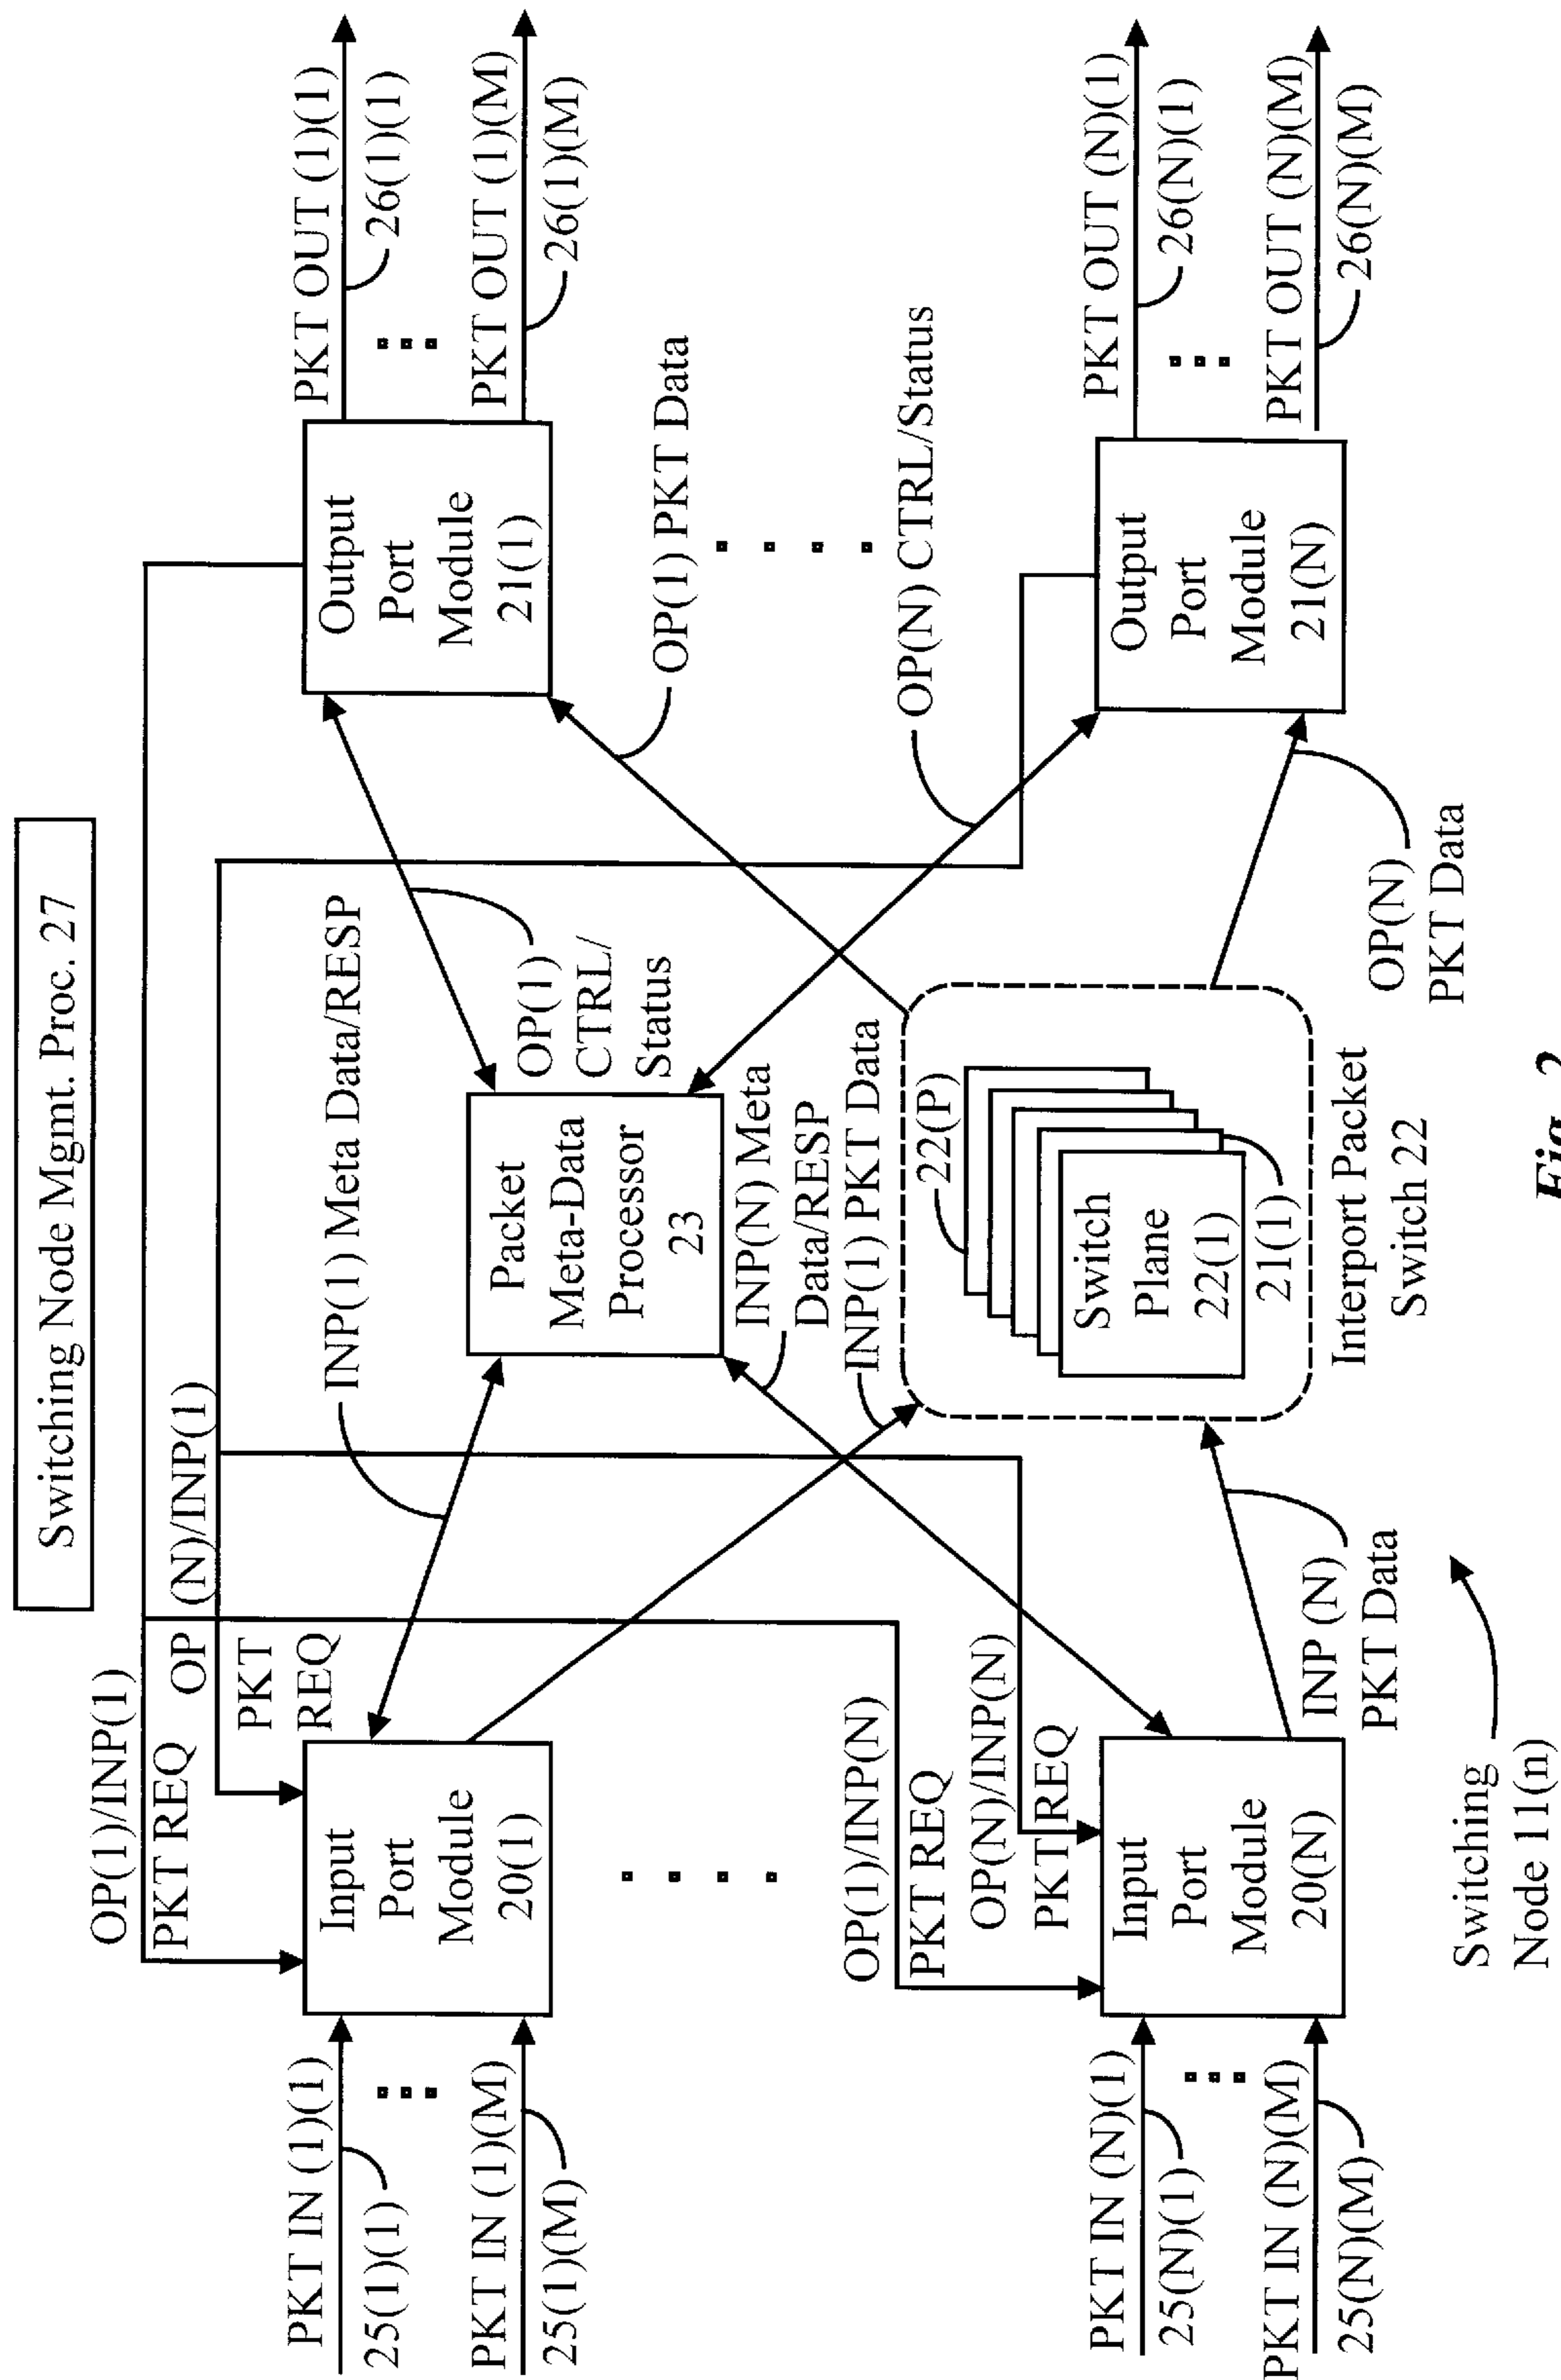 Switching Node Mgmt. Proc. 27
OP(1)/INP(1)
PKT REQ
OP (N)/INP(1)
PKT
REQ
INP(1) Meta Data/RESP
PKT IN (1)(1)
25(1)(1)
PKT IN (1)(M)
25(1)(M)
Input
Port
Module
20(1)
Packet
Meta-Data
Processor
23
OP(1)
CTRL/
Status
Output
Port
Module
21(1)
PKT OUT (1)(1)
26(1)(1)
PKT OUT (1)(M)
26(1)(M)
OP(1) PKT Data
INP(N) Meta
Data/RESP
INP(1) PKT Data
OP(N) CTRL/Status
OP(1)/INP(N)
PKT REQ
OP(N)/INP(N)
PKT REQ
22(P)
Switch
Plane
22(1)
21(1)
Interport Packet
Switch 22
PKT IN (N)(1)
25(N)(1)
PKT IN (N)(M)
25(N)(M)
Input
Port
Module
20(N)
INP (N)
PKT Data
OP(N)
PKT Data
Output
Port
Module
21(N)
PKT OUT (N)(1)
26(N)(1)
PKT OUT (N)(M)
26(N)(M)
Switching
Node 11(n)
Fig. 2